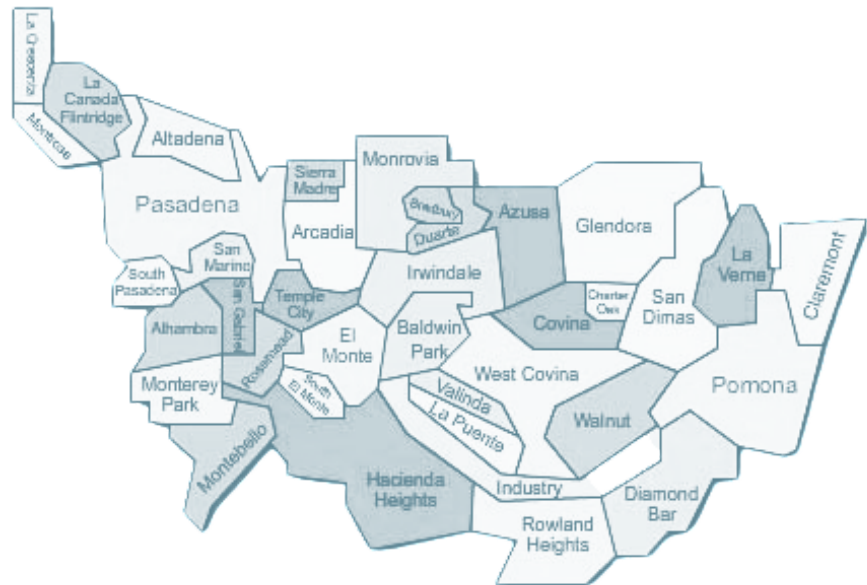 La Crescenta
La
Canada
Flintridge
Montrose
Altadena
Pasadena
Sierra
Madre
Monrovia
Bradbury
Duarte
Azusa
Glendora
Arcadia
San
Marino
South
Pasadena
Irwindale
La
Verne
Claremont
Alhambra
San Gabriel
Temple
City
Rosemead
El
Monte
South
El Monte
Baldwin
Park
Covina
Charter
Oak
San
Dimas
Monterey
Park
West Covina
Valinda
La Puente
Walnut
Pomona
Montebello
Hacienda
Heights
Industry
Rowland
Heights
Diamond
Bar